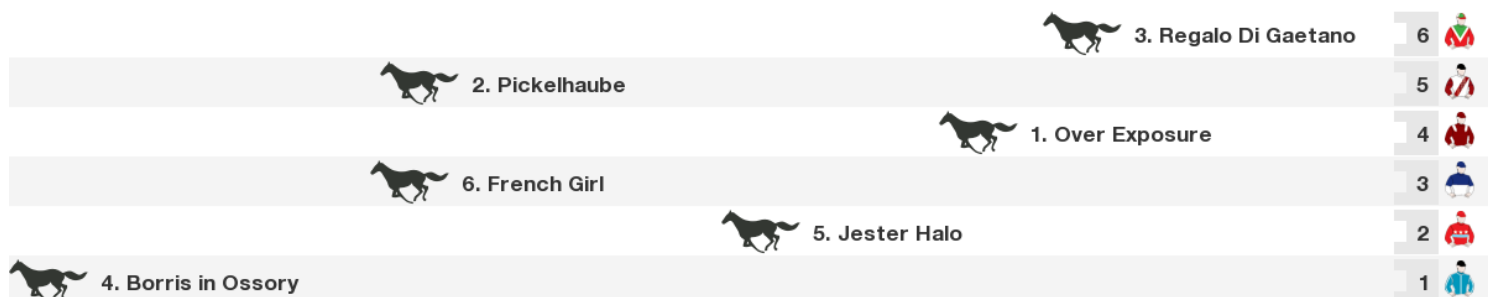 3. Regalo Di Gaetano 6
2. Pickelhaube 5
1. Over Exposure 4
6. French Girl 3
5. Jester Halo 2
4. Borris in Ossory 1